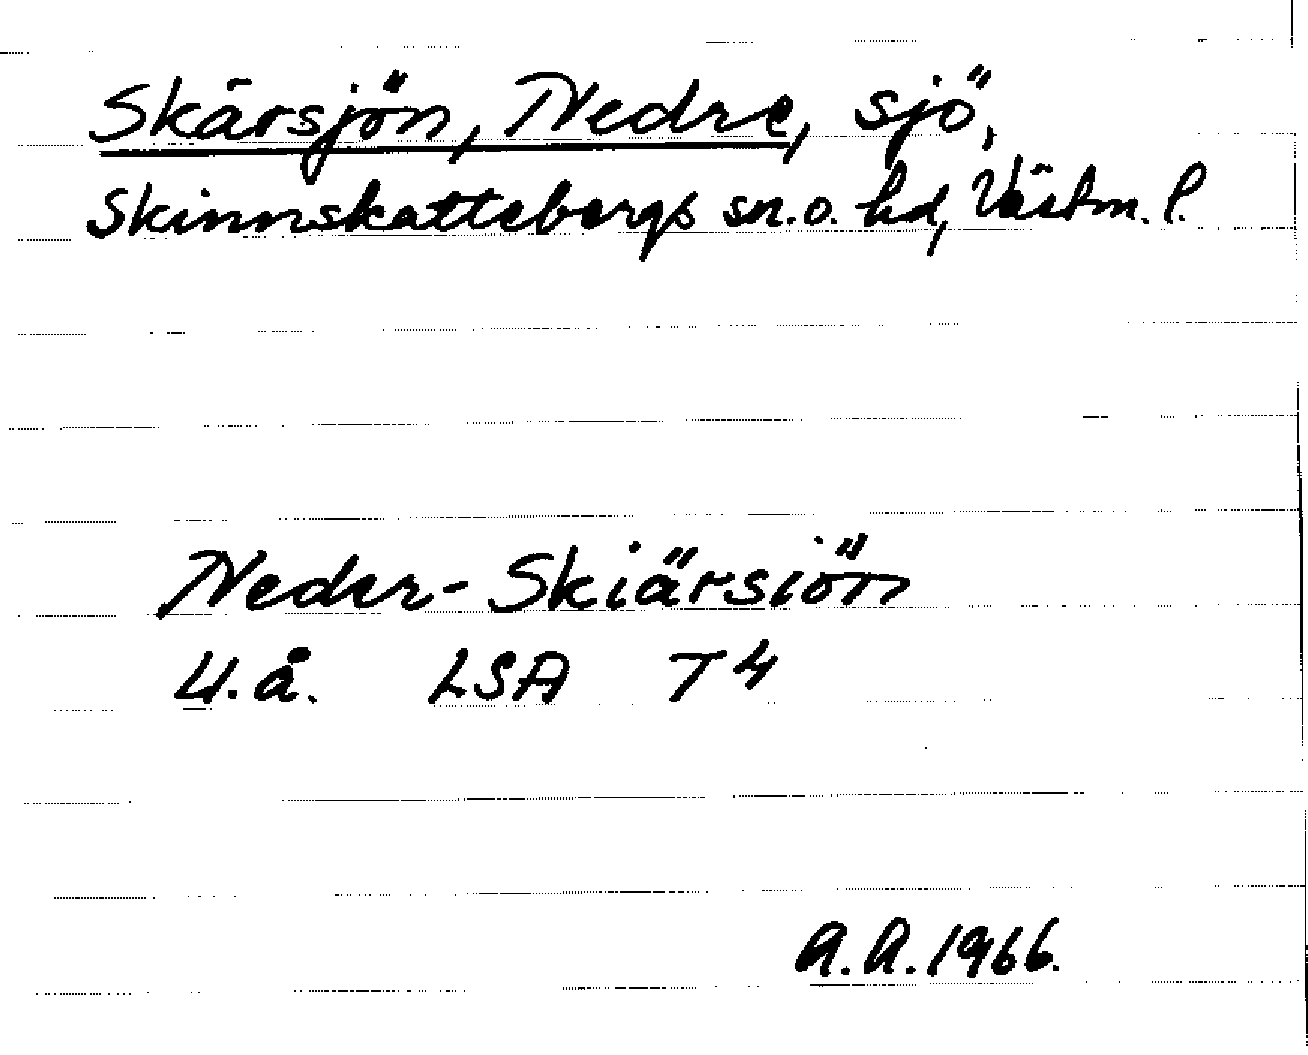 Skärsjön, Nedre, sjö,
Skinnskattebergs sn. o. hd, Västm. l.
Neder-Skiärsiön
U.å. LSA T4
A.A. 1966.